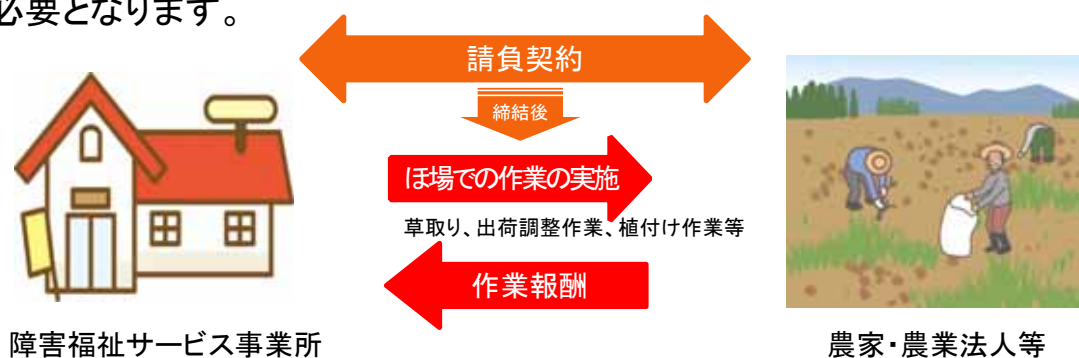 必要となります。
請負契約
締結後
ほ場での作業の実施
草取り、出荷調整作業、植付け作業等
作業報酬
障害福祉サービス事業所
農家・農業法人等